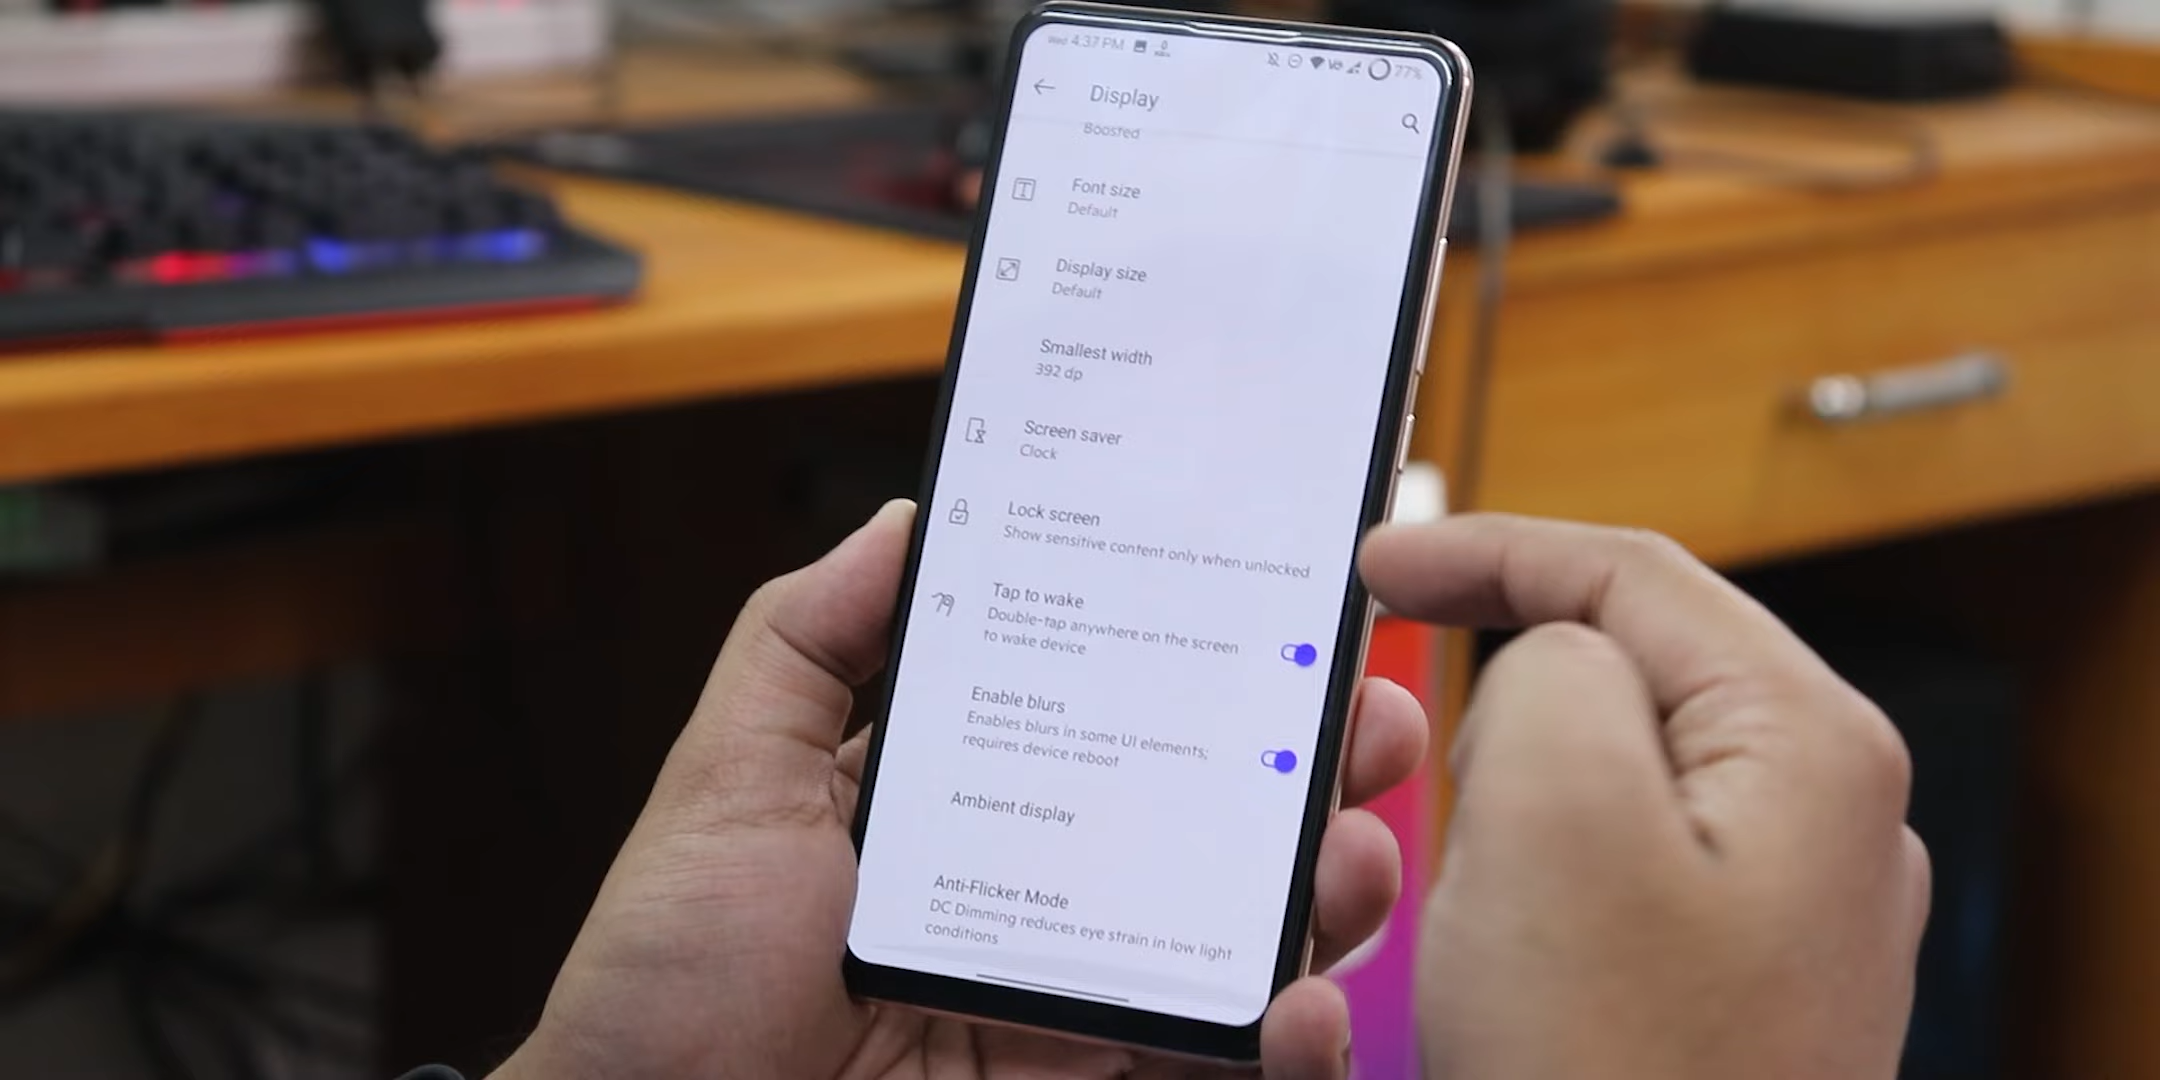 Wed 4:37 PM
77%
Display
Boosted
Font size
Default
Display size
Default
Smallest width
392 dp
Screen saver
Clock
Lock screen
Show sensitive content only when unlocked
Tap to wake
Double-tap anywhere on the screen
to wake device
Enable blurs
Enables blurs in some UI elements;
requires device reboot
Ambient display
Anti-Flicker Mode
DC Dimming reduces eye strain in low light
conditions